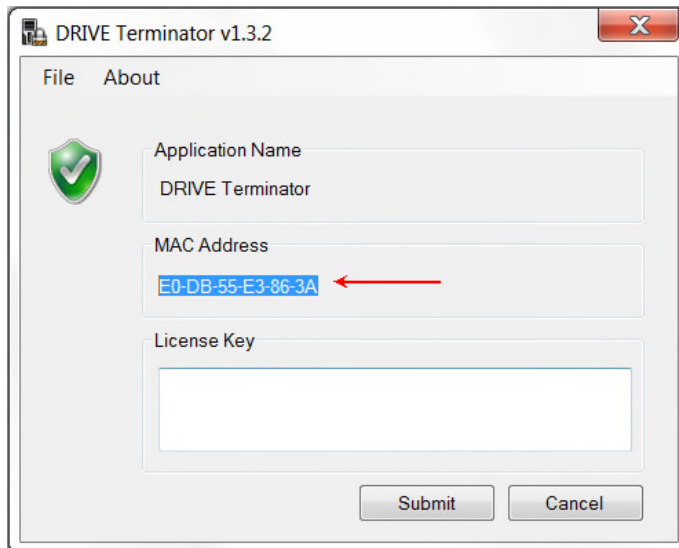 DRIVE Terminator v1.3.2
File About
Application Name
DRIVE Terminator
MAC Address
E0-DB-55-E3-86-3A
License Key
Submit Cancel